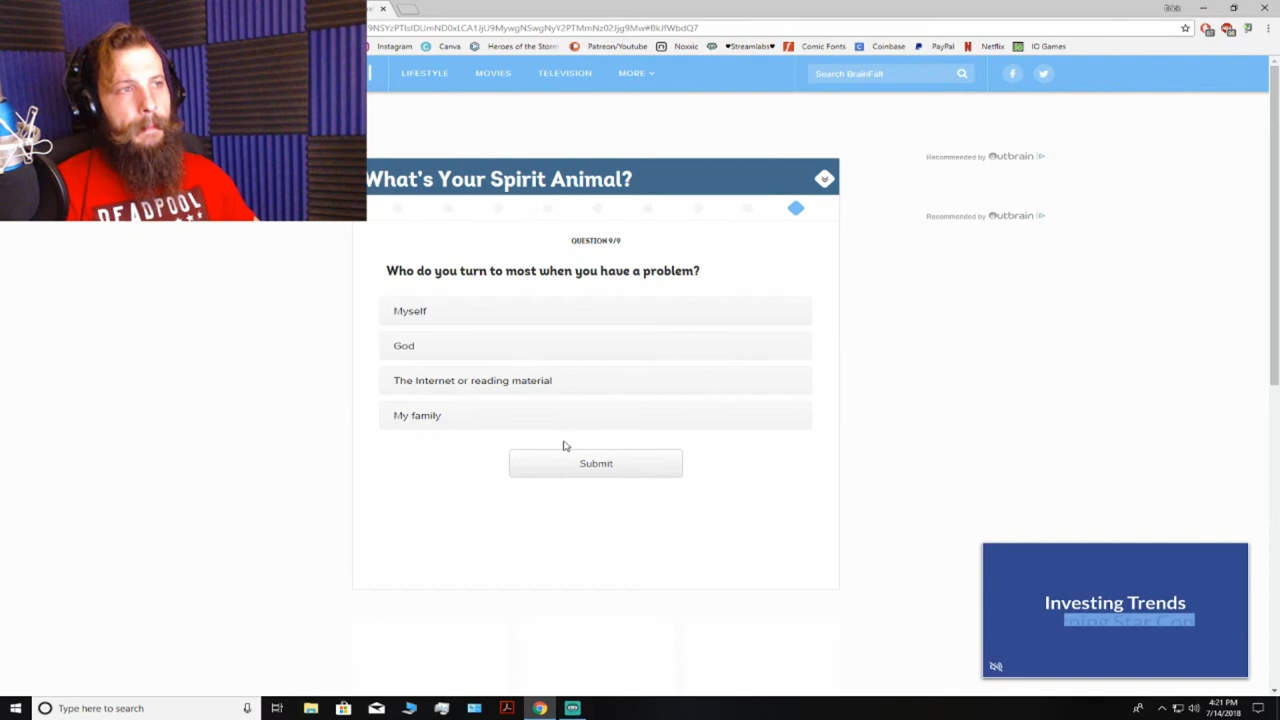 9NSYzPTIsIDUmND0xLCA1JjU9MywgNSwgNyY2PTMmNz02Jjg9Mw#BkJfWbdQ7
Instagram Canva Heroes of the Storm Patreon/Youtube Noxxic ♥Streamlabs♥ Comic Fonts Coinbase PayPal Netflix IO Games
LIFESTYLE MOVIES TELEVISION MORE Search BrainFall
DEADPOOL
Recommended by Outbrain
What's Your Spirit Animal?
Recommended by Outbrain
QUESTION 9/9
Who do you turn to most when you have a problem?
Myself
God
The Internet or reading material
My family
Submit
Investing Trends
Type here to search
4:21 PM
7/14/2018